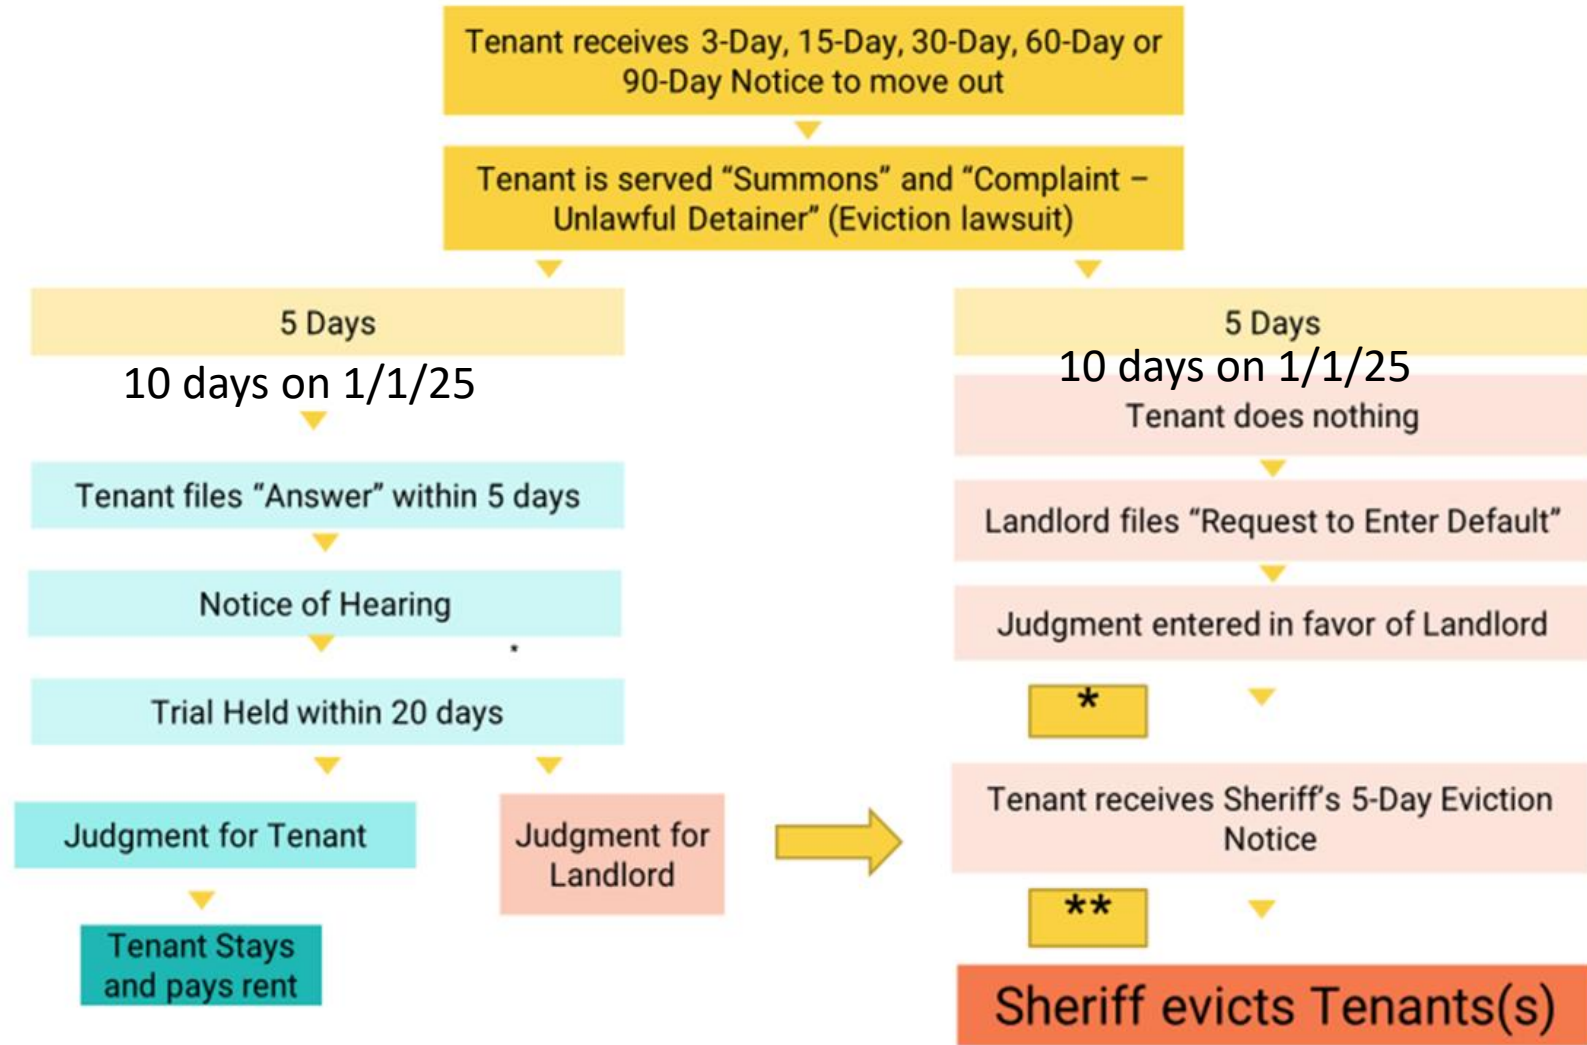 Tenant receives 3-Day, 15-Day, 30-Day, 60-Day or
90-Day Notice to move out
Tenant is served “Summons” and “Complaint –
Unlawful Detainer” (Eviction lawsuit)
5 Days
10 days on 1/1/25
Tenant files “Answer” within 5 days
Notice of Hearing
*
Trial Held within 20 days
Judgment for Tenant
Tenant Stays
and pays rent
Judgment for
Landlord
5 Days
10 days on 1/1/25
Tenant does nothing
Landlord files “Request to Enter Default”
Judgment entered in favor of Landlord
*
Tenant receives Sheriff’s 5-Day Eviction
Notice
**
Sheriff evicts Tenants(s)